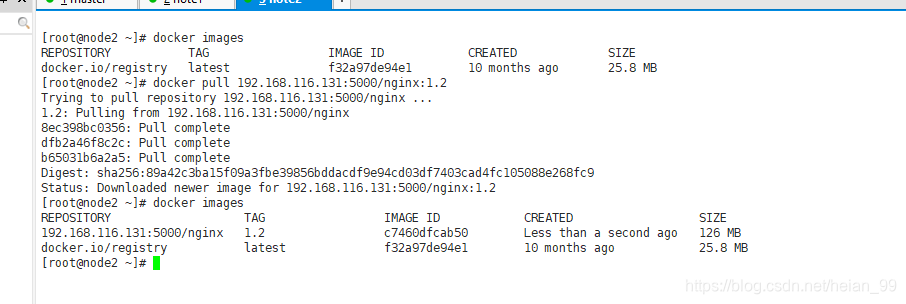 1 master 2 note1 3 note2 +
[root@node2 ~]# docker images
REPOSITORY TAG IMAGE ID CREATED SIZE
docker.io/registry latest f32a97de94e1 10 months ago 25.8 MB
[root@node2 ~]# docker pull 192.168.116.131:5000/nginx:1.2
Trying to pull repository 192.168.116.131:5000/nginx ...
1.2: Pulling from 192.168.116.131:5000/nginx
8ec398bc0356: Pull complete
dfb2a46f8c2c: Pull complete
b65031b6a2a5: Pull complete
Digest: sha256:89a42c3ba15f09a3fbe39856bddacdf9e94cd03df7403cad4fc105088e268fc9
Status: Downloaded newer image for 192.168.116.131:5000/nginx:1.2
[root@node2 ~]# docker images
REPOSITORY TAG IMAGE ID CREATED SIZE
192.168.116.131:5000/nginx 1.2 c7460dfcab50 Less than a second ago 126 MB
docker.io/registry latest f32a97de94e1 10 months ago 25.8 MB
[root@node2 ~]#
https://blog.csdn.net/heian_99